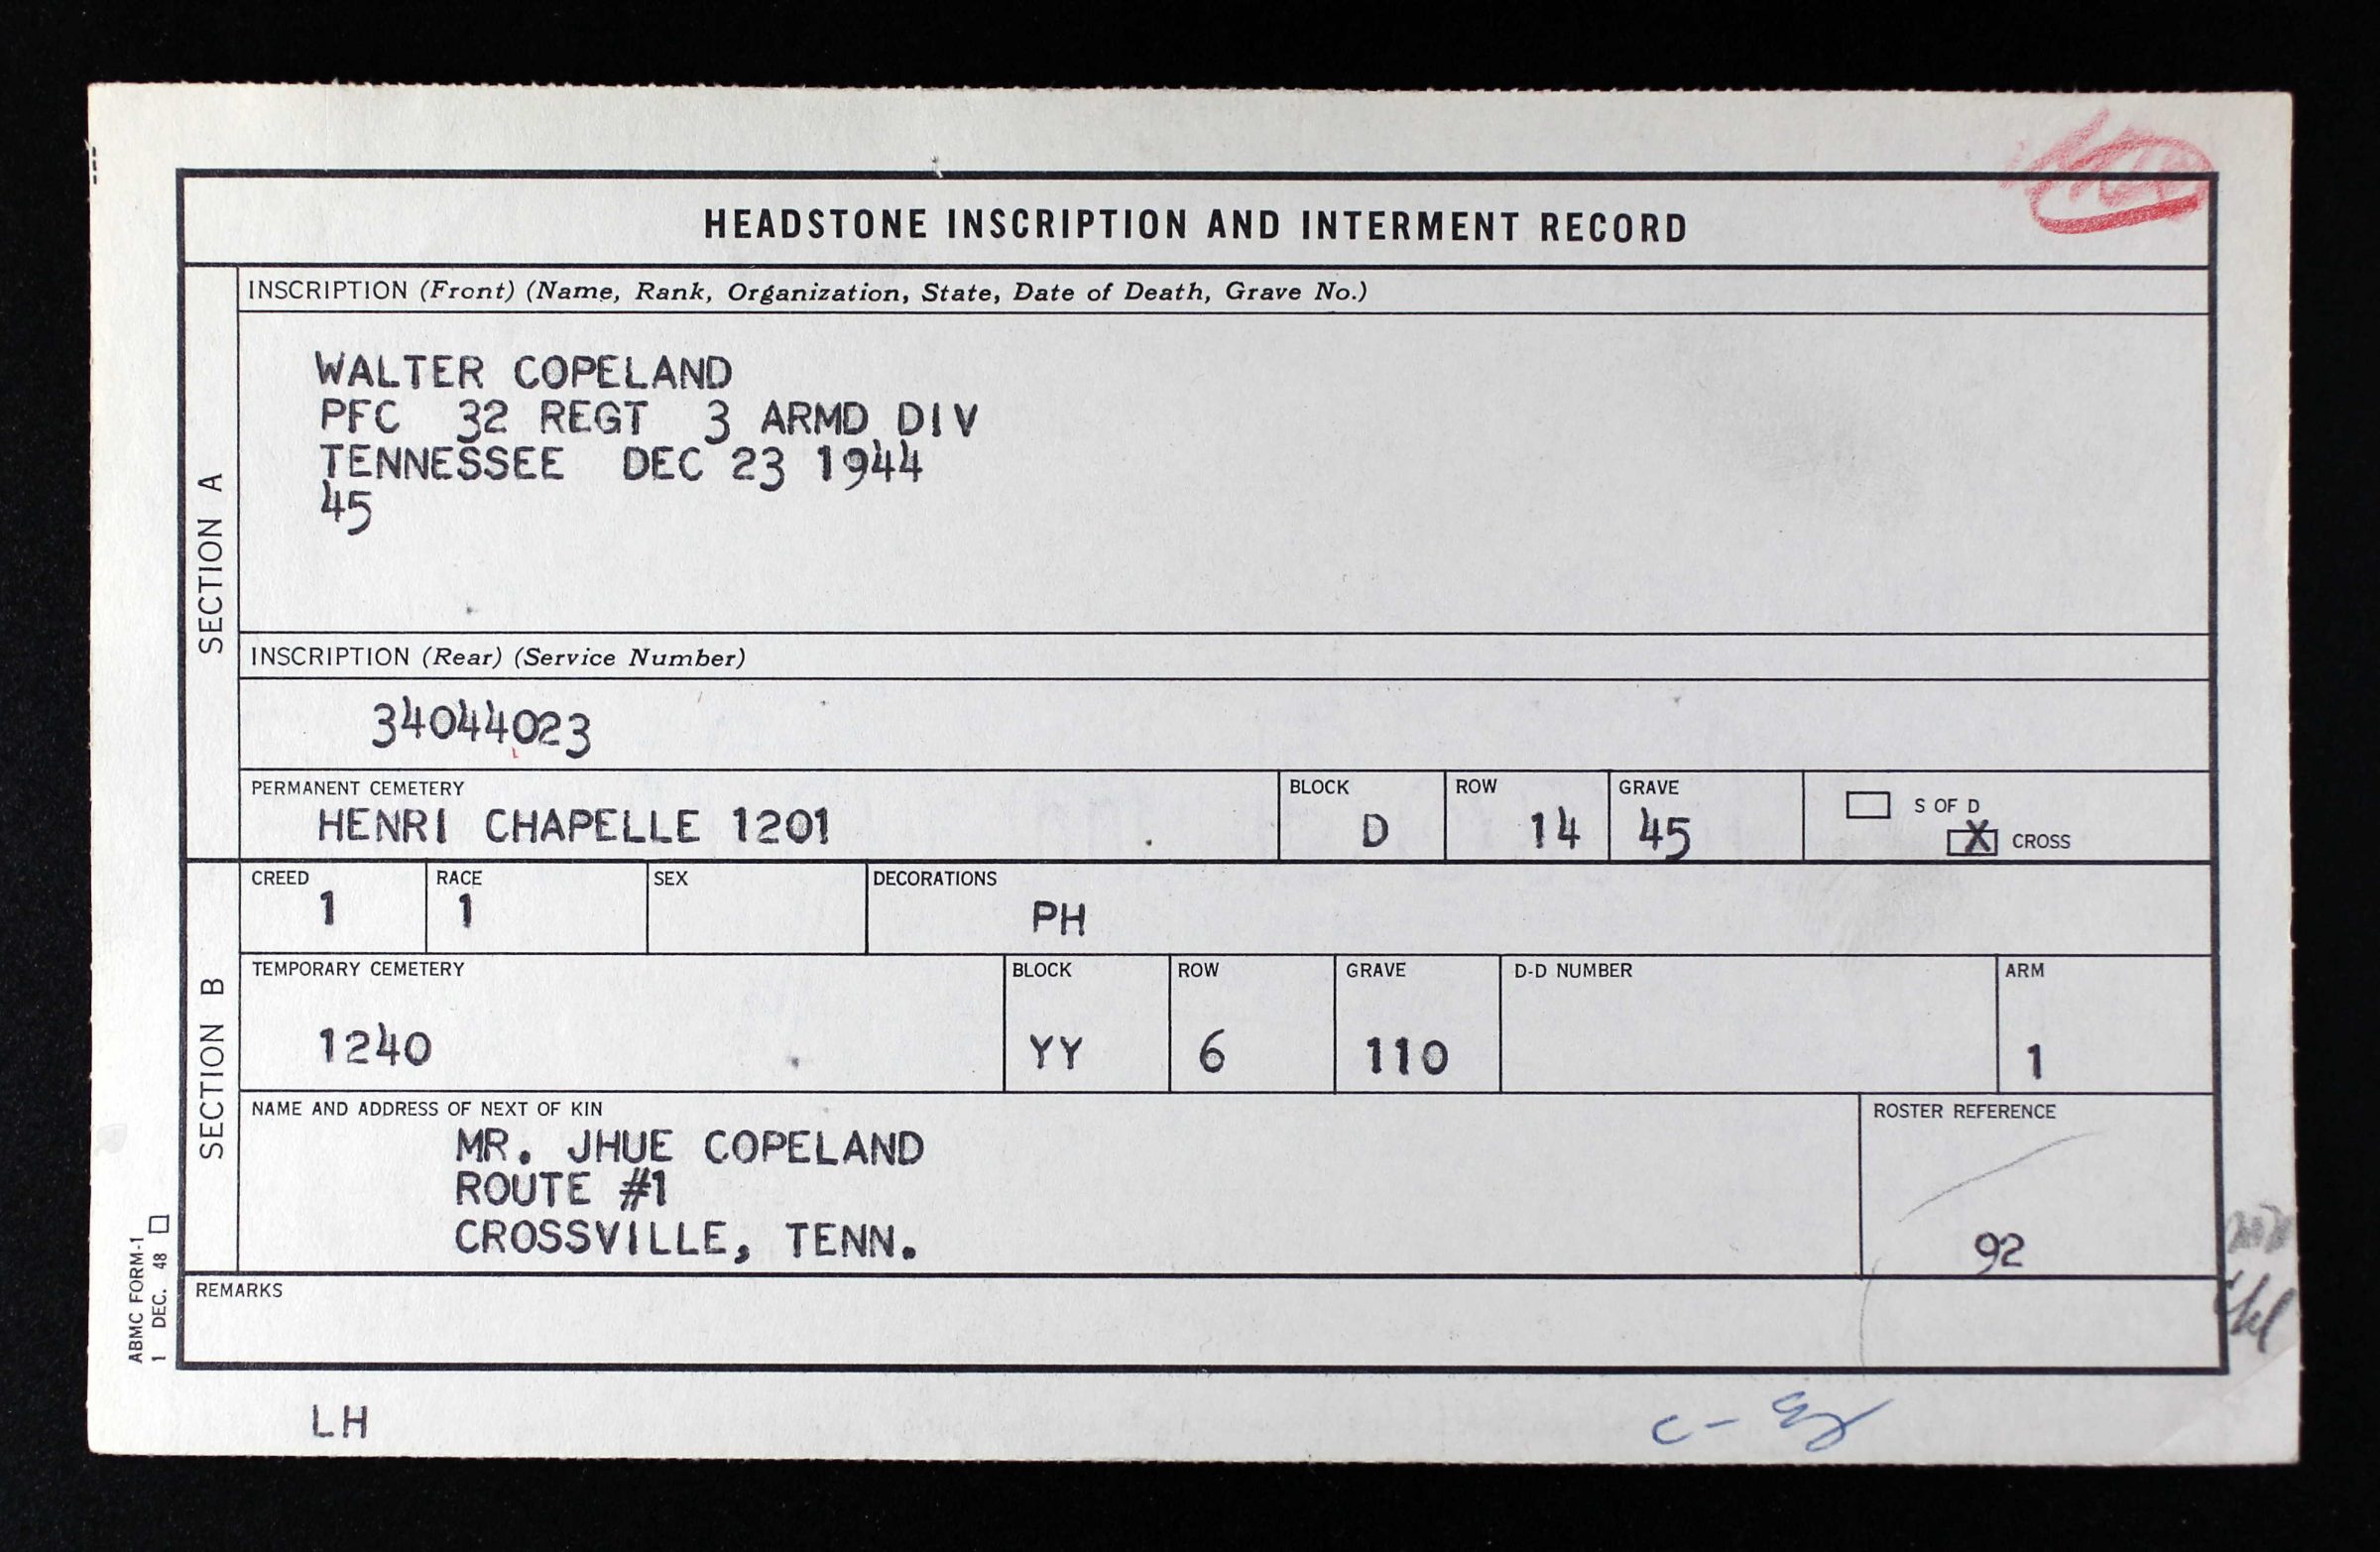 HEADSTONE INSCRIPTION AND INTERMENT RECORD
SECTION A
INSCRIPTION (Front) (Name, Rank, Organization, State, Date of Death, Grave No.)
WALTER COPELAND
PFC 32 REGT 3 ARMD DIV
TENNESSEE DEC 23 1944
45
INSCRIPTION (Rear) (Service Number)
34044023
PERMANENT CEMETERY BLOCK ROW GRAVE S OF D
HENRI CHAPELLE 1201 D 14 45 X CROSS
SECTION B
CREED RACE SEX DECORATIONS
1 1 PH
TEMPORARY CEMETERY BLOCK ROW GRAVE D-D NUMBER ARM
1240 YY 6 110 1
NAME AND ADDRESS OF NEXT OF KIN ROSTER REFERENCE
MR. JHUE COPELAND
ROUTE #1
CROSSVILLE, TENN. 92
REMARKS
ABMC FORM-1
1 DEC. 48
LH